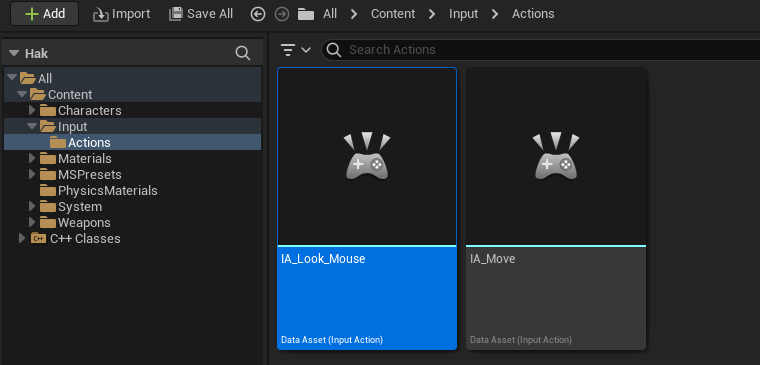 Add
Import
Save All
All
Content
Input
Actions
Hak
Search Actions
All
Content
Characters
Input
Actions
Materials
MSPresets
PhysicsMaterials
System
Weapons
C++ Classes
IA_Look_Mouse
Data Asset (Input Action)
IA_Move
Data Asset (Input Action)